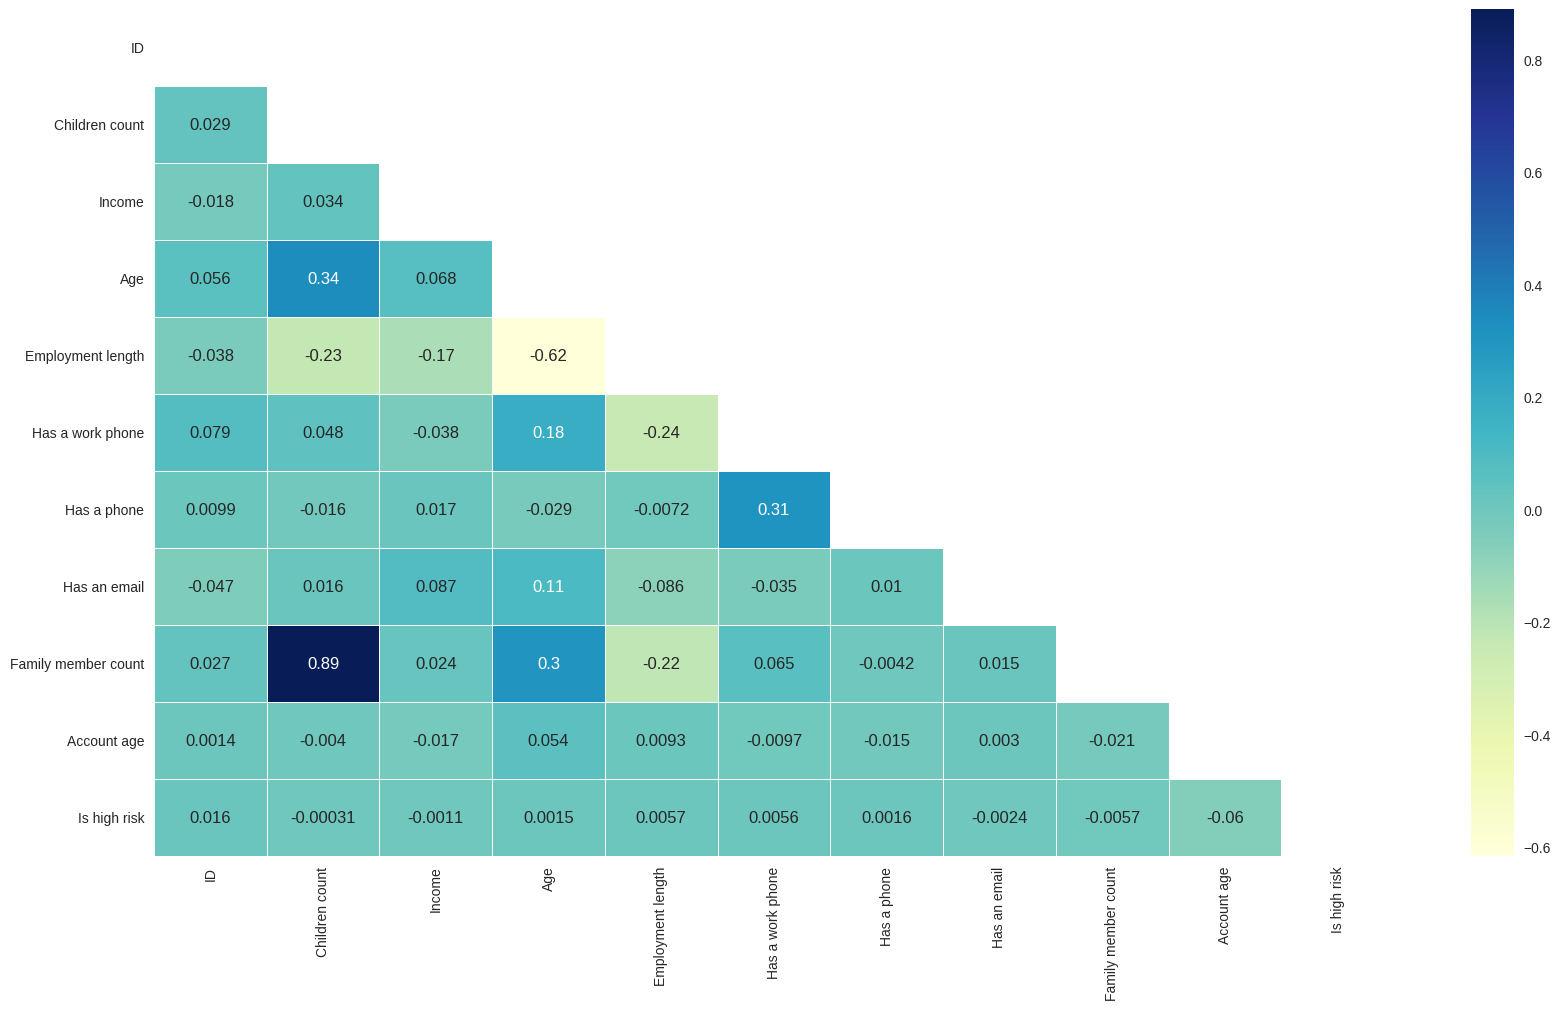 ID
Children count 0.029
Income -0.018 0.034
Age 0.056 0.34 0.068
Employment length -0.038 -0.23 -0.17 -0.62
Has a work phone 0.079 0.048 -0.038 0.18 -0.24
Has a phone 0.0099 -0.016 0.017 -0.029 -0.0072 0.31
Has an email -0.047 0.016 0.087 0.11 -0.086 -0.035 0.01
Family member count 0.027 0.89 0.024 0.3 -0.22 0.065 -0.0042 0.015
Account age 0.0014 -0.004 -0.017 0.054 0.0093 -0.0097 -0.015 0.003 -0.021
Is high risk 0.016 -0.00031 -0.0011 0.0015 0.0057 0.0056 0.0016 -0.0024 -0.0057 -0.06
ID
Children count
Income
Age
Employment length
Has a work phone
Has a phone
Has an email
Family member count
Account age
Is high risk
0.8
0.6
0.4
0.2
0.0
−0.2
−0.4
−0.6